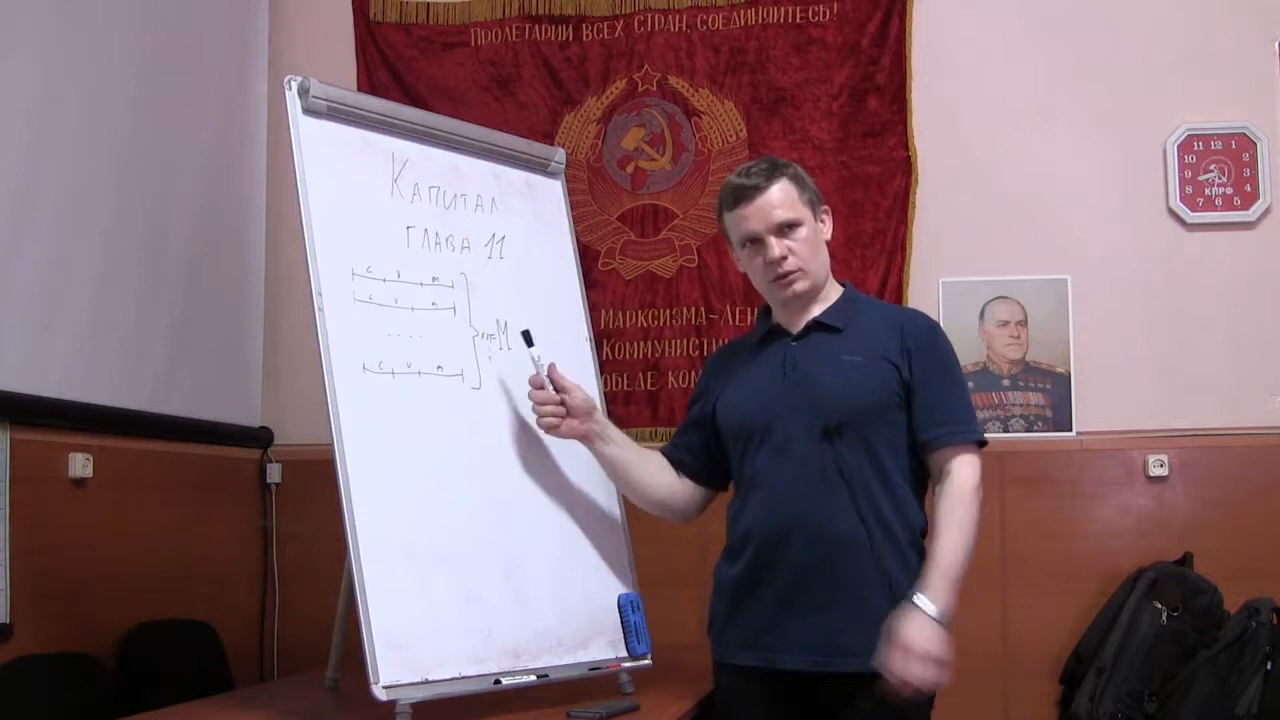 ПРОЛЕТАРИИ ВСЕХ СТРАН, СОЕДИНЯЙТЕСЬ!
КАПИТАЛ
ГЛАВА 11
c v m
c v m
. . . .
c v m
M
МАРКСИЗМА-ЛЕН
КОММУНИСТИ
ОБЕДЕ КОМ
11 12 1
10 2
9 3
8 4
КПРФ
7 6 5